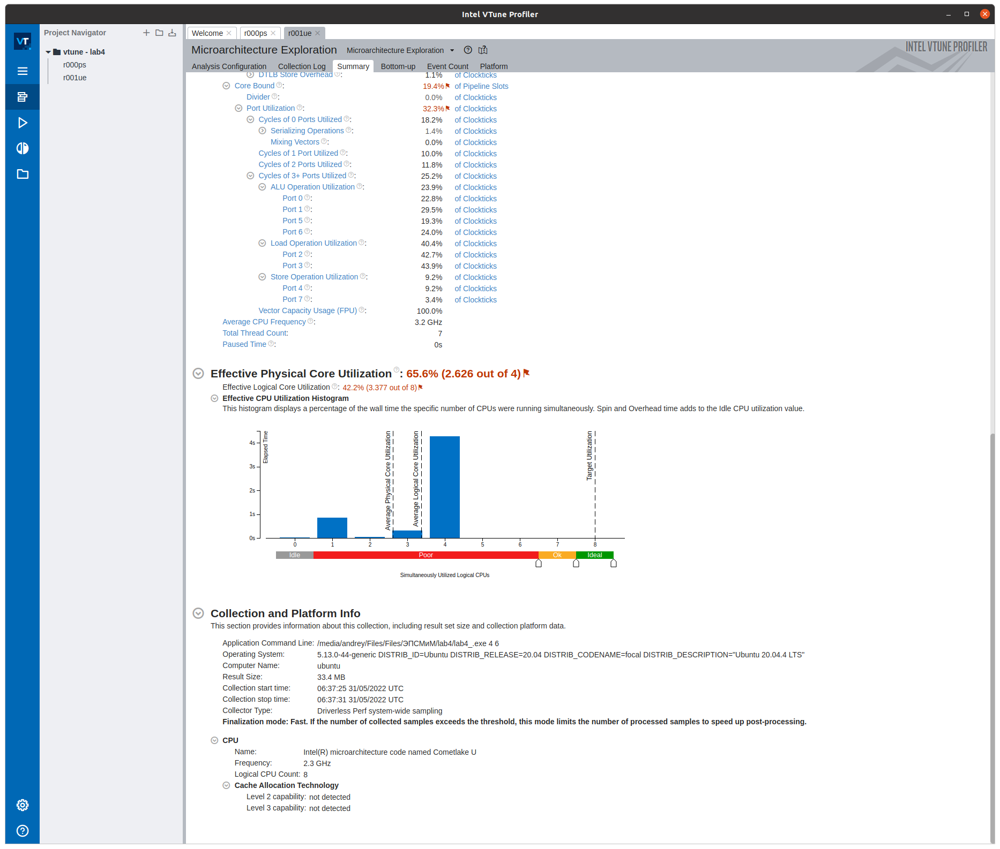 Intel VTune Profiler
VT
Project Navigator
vtune - lab4
r000ps
r001ue
Welcome r000ps r001ue
Microarchitecture Exploration Microarchitecture Exploration
INTEL VTUNE PROFILER
Analysis Configuration Collection Log Summary Bottom-up Event Count Platform
DTLB Store Overhead: 1.1% of Clockticks
Core Bound: 19.4% of Pipeline Slots
Divider: 0.0% of Clockticks
Port Utilization: 32.3% of Clockticks
Cycles of 0 Ports Utilized: 18.2% of Clockticks
Serializing Operations: 1.4% of Clockticks
Mixing Vectors: 0.0% of Clockticks
Cycles of 1 Port Utilized: 10.0% of Clockticks
Cycles of 2 Ports Utilized: 11.8% of Clockticks
Cycles of 3+ Ports Utilized: 25.2% of Clockticks
ALU Operation Utilization: 23.9% of Clockticks
Port 0: 22.8% of Clockticks
Port 1: 29.5% of Clockticks
Port 5: 19.3% of Clockticks
Port 6: 24.0% of Clockticks
Load Operation Utilization: 40.4% of Clockticks
Port 2: 42.7% of Clockticks
Port 3: 43.9% of Clockticks
Store Operation Utilization: 9.2% of Clockticks
Port 4: 9.2% of Clockticks
Port 7: 3.4% of Clockticks
Vector Capacity Usage (FPU): 100.0%
Average CPU Frequency: 3.2 GHz
Total Thread Count: 7
Paused Time: 0s
Effective Physical Core Utilization: 65.6% (2.626 out of 4)
Effective Logical Core Utilization: 42.2% (3.377 out of 8)
Effective CPU Utilization Histogram
This histogram displays a percentage of the wall time the specific number of CPUs were running simultaneously. Spin and Overhead time adds to the Idle CPU utilization value.
Elapsed Time
4s
3s
2s
1s
0s
Average Physical Core Utilization
Average Logical Core Utilization
Target Utilization
0 1 2 3 4 5 6 7 8
Idle Poor Ok Ideal
Simultaneously Utilized Logical CPUs
Collection and Platform Info
This section provides information about this collection, including result set size and collection platform data.
Application Command Line: /media/andrey/Files/Files/ЭПСМиМ/lab4/lab4_.exe 4 6
Operating System: 5.13.0-44-generic DISTRIB_ID=Ubuntu DISTRIB_RELEASE=20.04 DISTRIB_CODENAME=focal DISTRIB_DESCRIPTION="Ubuntu 20.04.4 LTS"
Computer Name: ubuntu
Result Size: 33.4 MB
Collection start time: 06:37:25 31/05/2022 UTC
Collection stop time: 06:37:31 31/05/2022 UTC
Collector Type: Driverless Perf system-wide sampling
Finalization mode: Fast. If the number of collected samples exceeds the threshold, this mode limits the number of processed samples to speed up post-processing.
CPU
Name: Intel(R) microarchitecture code named Cometlake U
Frequency: 2.3 GHz
Logical CPU Count: 8
Cache Allocation Technology
Level 2 capability: not detected
Level 3 capability: not detected